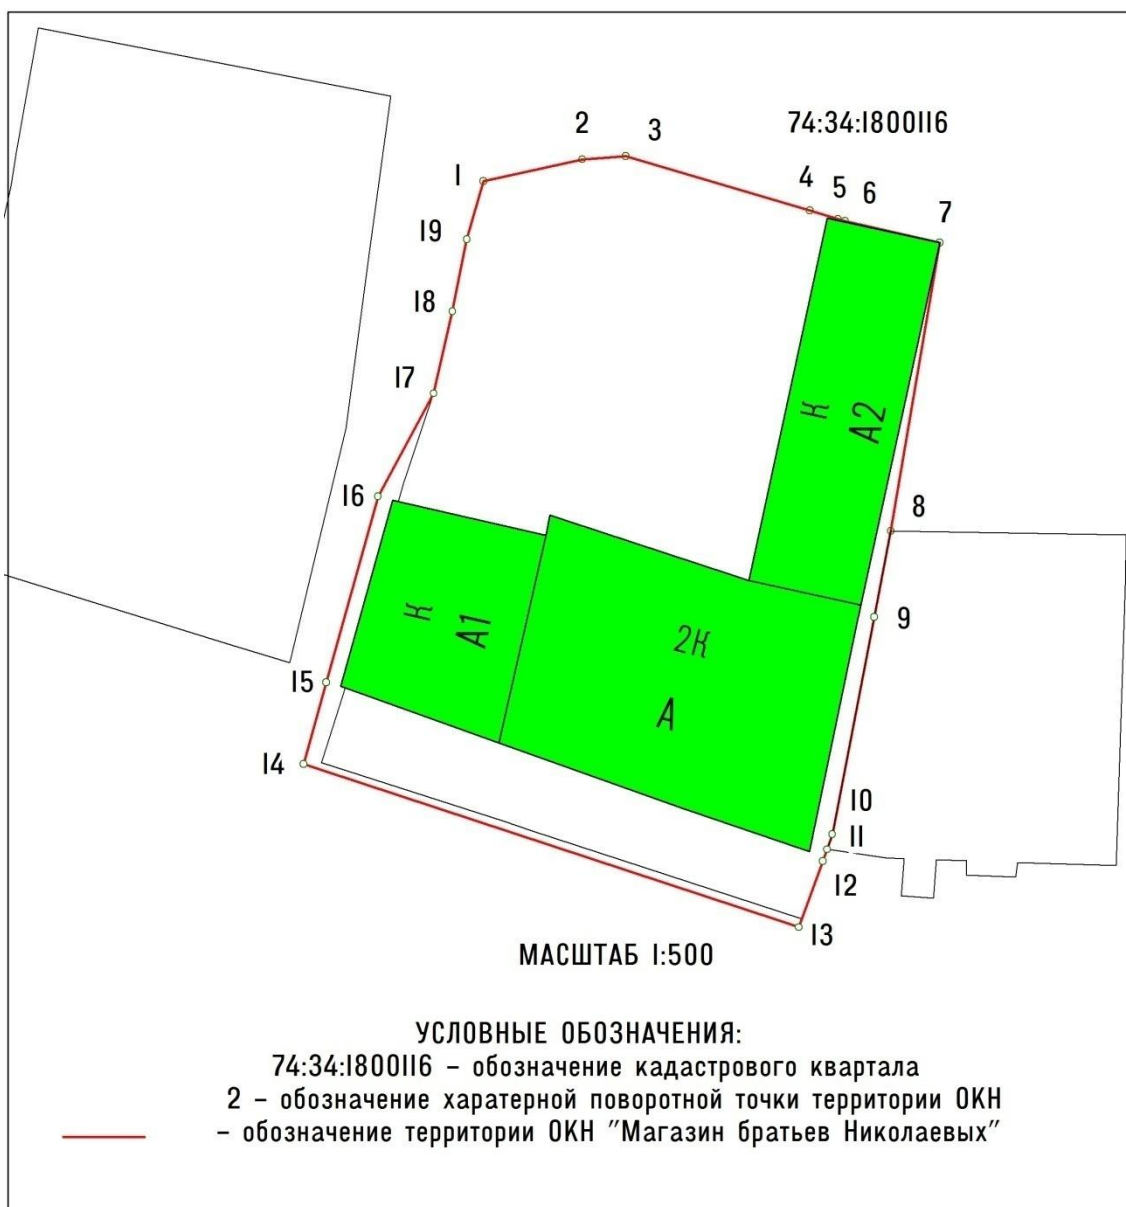 74:34:1800116
1
2
3
4
5
6
7
8
9
10
11
12
13
14
15
16
17
18
19
К
А2
К
А1
2К
А
МАСШТАБ 1:500
УСЛОВНЫЕ ОБОЗНАЧЕНИЯ:
74:34:1800116 – обозначение кадастрового квартала
2 – обозначение харатерной поворотной точки территории ОКН
– обозначение территории ОКН "Магазин братьев Николаевых"